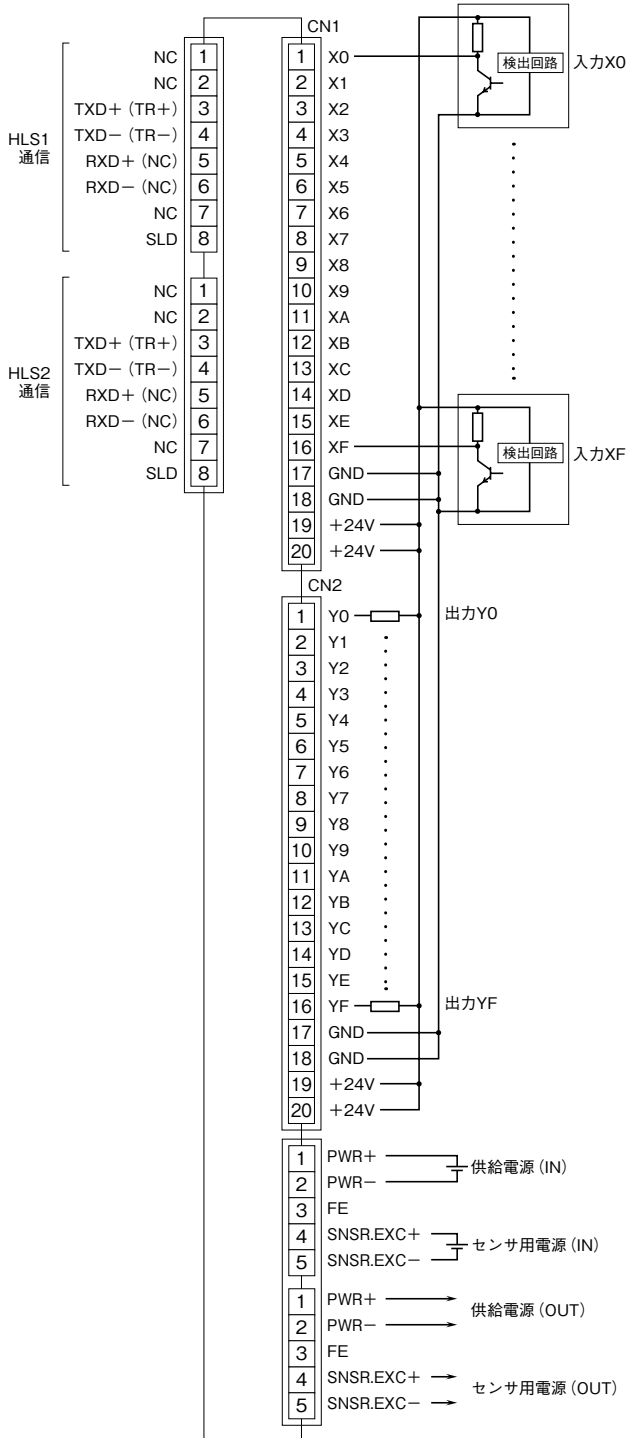 HLS1
通信
NC 1
NC 2
TXD+ (TR+) 3
TXD− (TR−) 4
RXD+ (NC) 5
RXD− (NC) 6
NC 7
SLD 8
HLS2
通信
NC 1
NC 2
TXD+ (TR+) 3
TXD− (TR−) 4
RXD+ (NC) 5
RXD− (NC) 6
NC 7
SLD 8
CN1
1 X0
2 X1
3 X2
4 X3
5 X4
6 X5
7 X6
8 X7
9 X8
10 X9
11 XA
12 XB
13 XC
14 XD
15 XE
16 XF
17 GND
18 GND
19 +24V
20 +24V
検出回路 入力X0
検出回路 入力XF
CN2
1 Y0 出力Y0
2 Y1
3 Y2
4 Y3
5 Y4
6 Y5
7 Y6
8 Y7
9 Y8
10 Y9
11 YA
12 YB
13 YC
14 YD
15 YE
16 YF 出力YF
17 GND
18 GND
19 +24V
20 +24V
1 PWR+
2 PWR−
供給電源 (IN)
3 FE
4 SNSR.EXC+
5 SNSR.EXC−
センサ用電源 (IN)
1 PWR+
2 PWR−
供給電源 (OUT)
3 FE
4 SNSR.EXC+
5 SNSR.EXC−
センサ用電源 (OUT)